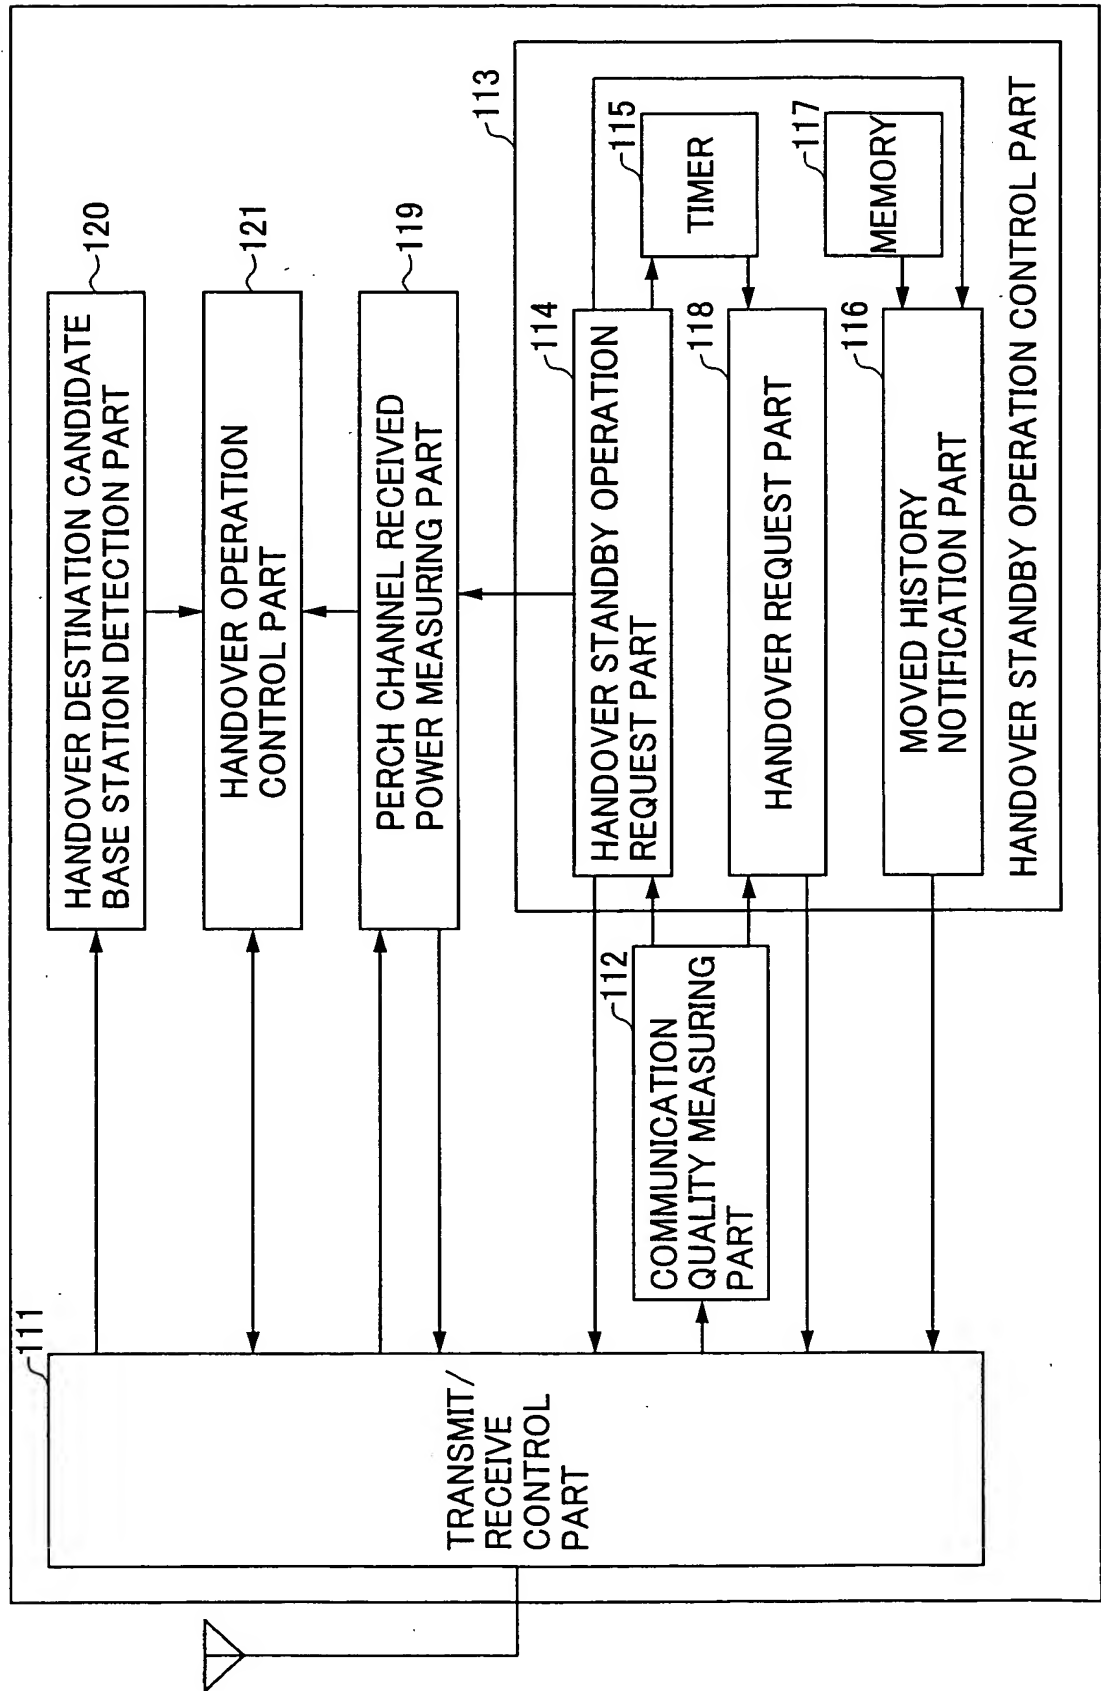 111
TRANSMIT/
RECEIVE
CONTROL
PART
HANDOVER DESTINATION CANDIDATE
BASE STATION DETECTION PART
120
HANDOVER OPERATION
CONTROL PART
121
PERCH CHANNEL RECEIVED
POWER MEASURING PART
119
112
COMMUNICATION
QUALITY MEASURING
PART
113
114
HANDOVER STANDBY OPERATION
REQUEST PART
115
TIMER
118
HANDOVER REQUEST PART
117
MEMORY
116
MOVED HISTORY
NOTIFICATION PART
HANDOVER STANDBY OPERATION CONTROL PART